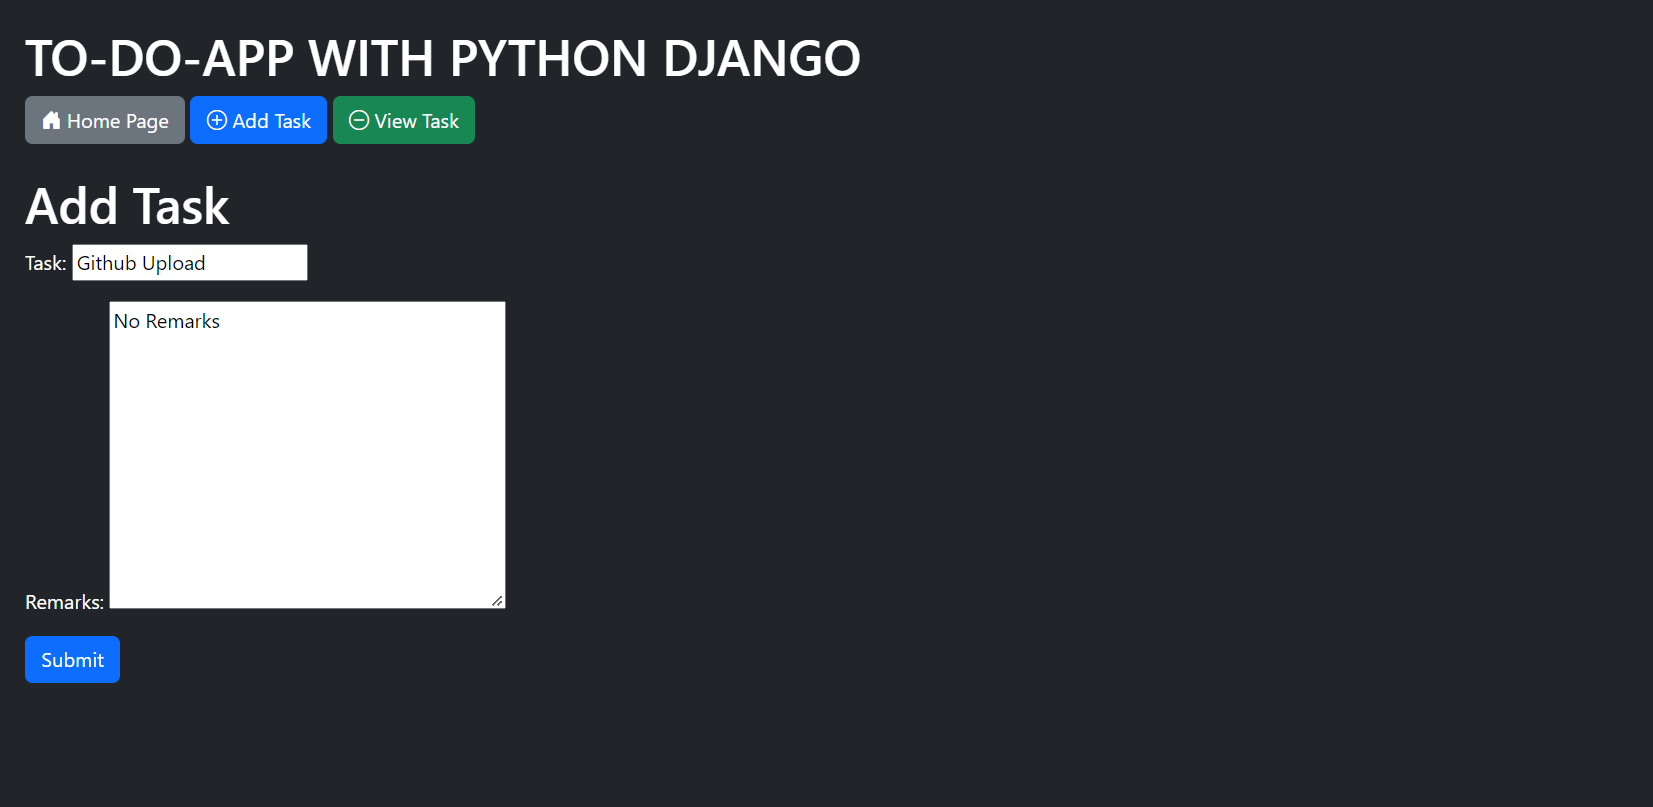 TO-DO-APP WITH PYTHON DJANGO
Home Page Add Task View Task
Add Task
Task: Github Upload
No Remarks
Remarks:
Submit